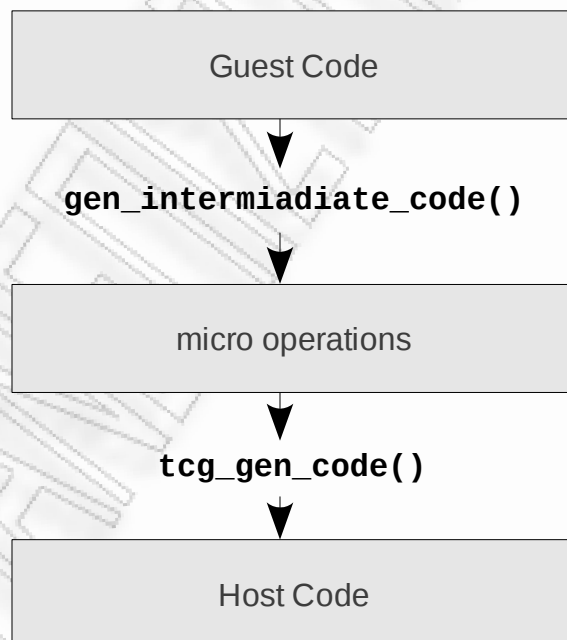 Guest Code
gen_intermiadiate_code()
micro operations
tcg_gen_code()
Host Code